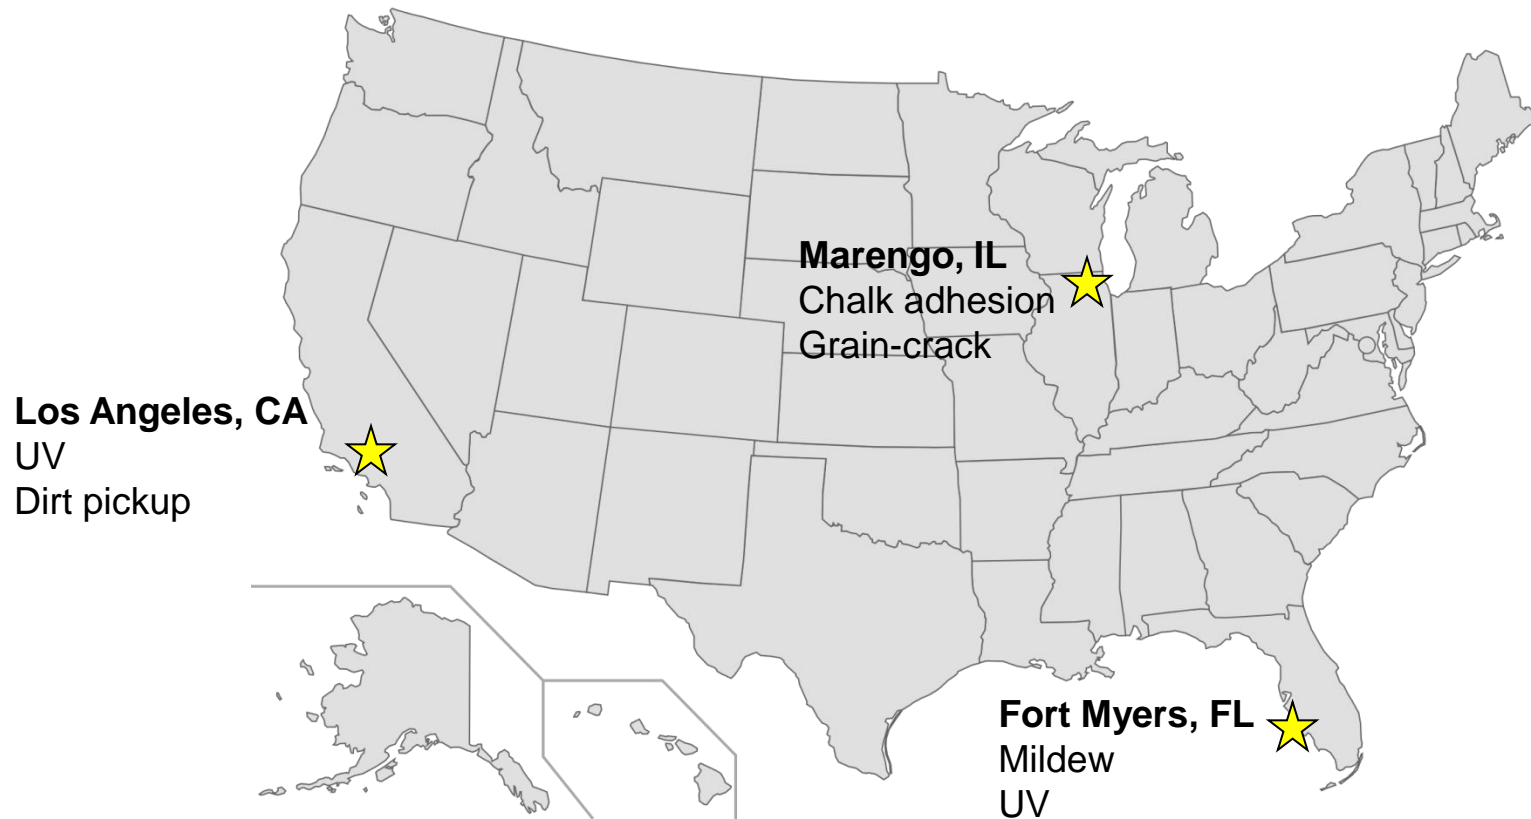 Marengo, IL
Chalk adhesion
Grain-crack
Los Angeles, CA
UV
Dirt pickup
Fort Myers, FL
Mildew
UV